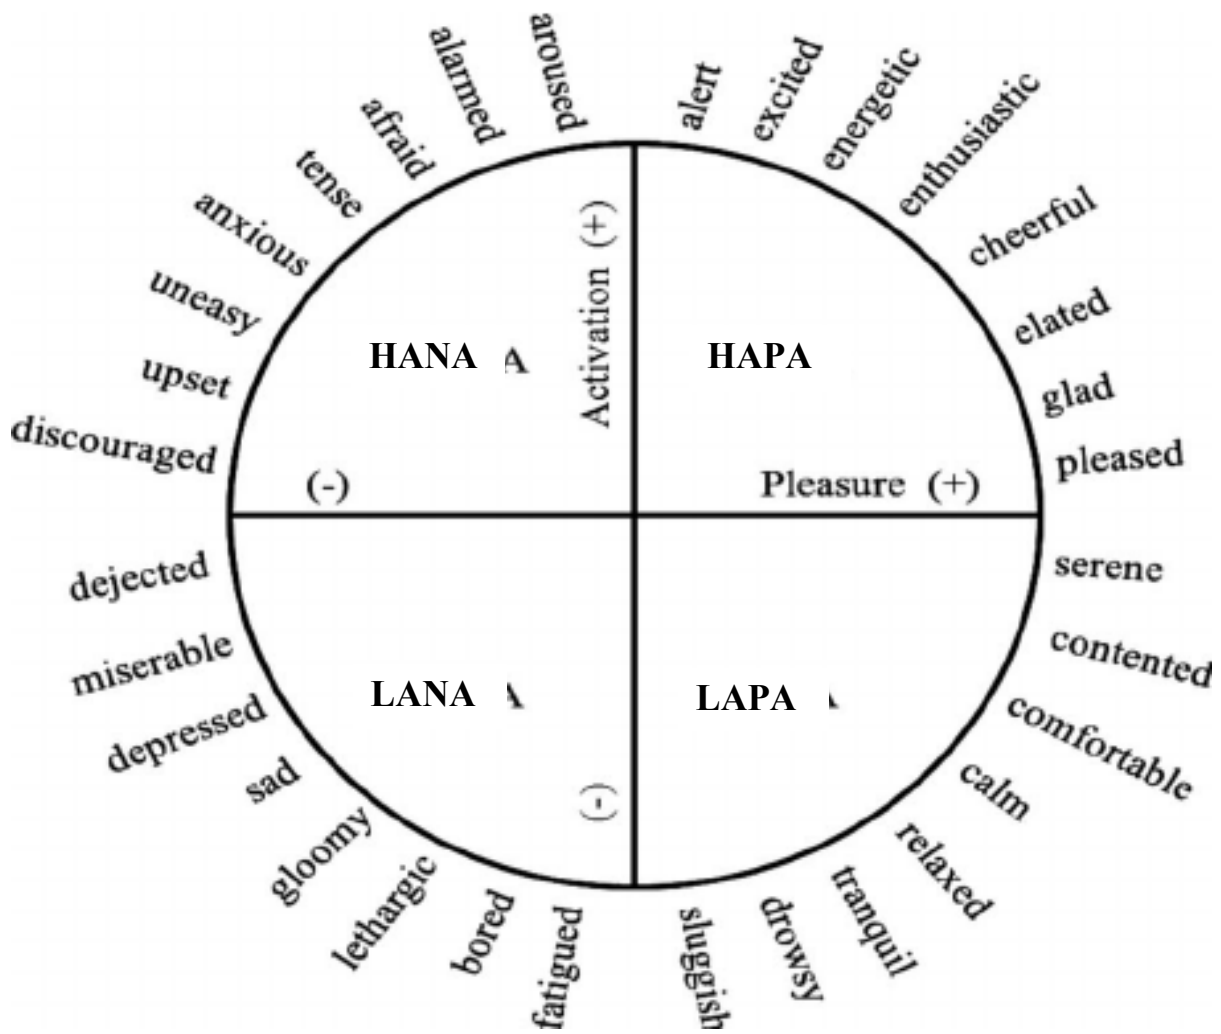 aroused
alarmed
afraid
tense
anxious
uneasy
upset
discouraged
alert
excited
energetic
enthusiastic
cheerful
elated
glad
pleased
Activation (+)
HANA A
HAPA
(-)
Pleasure (+)
LANA A
LAPA
(-)
dejected
miserable
depressed
sad
gloomy
lethargic
bored
fatigued
serene
contented
comfortable
calm
relaxed
tranquil
drowsy
sluggish